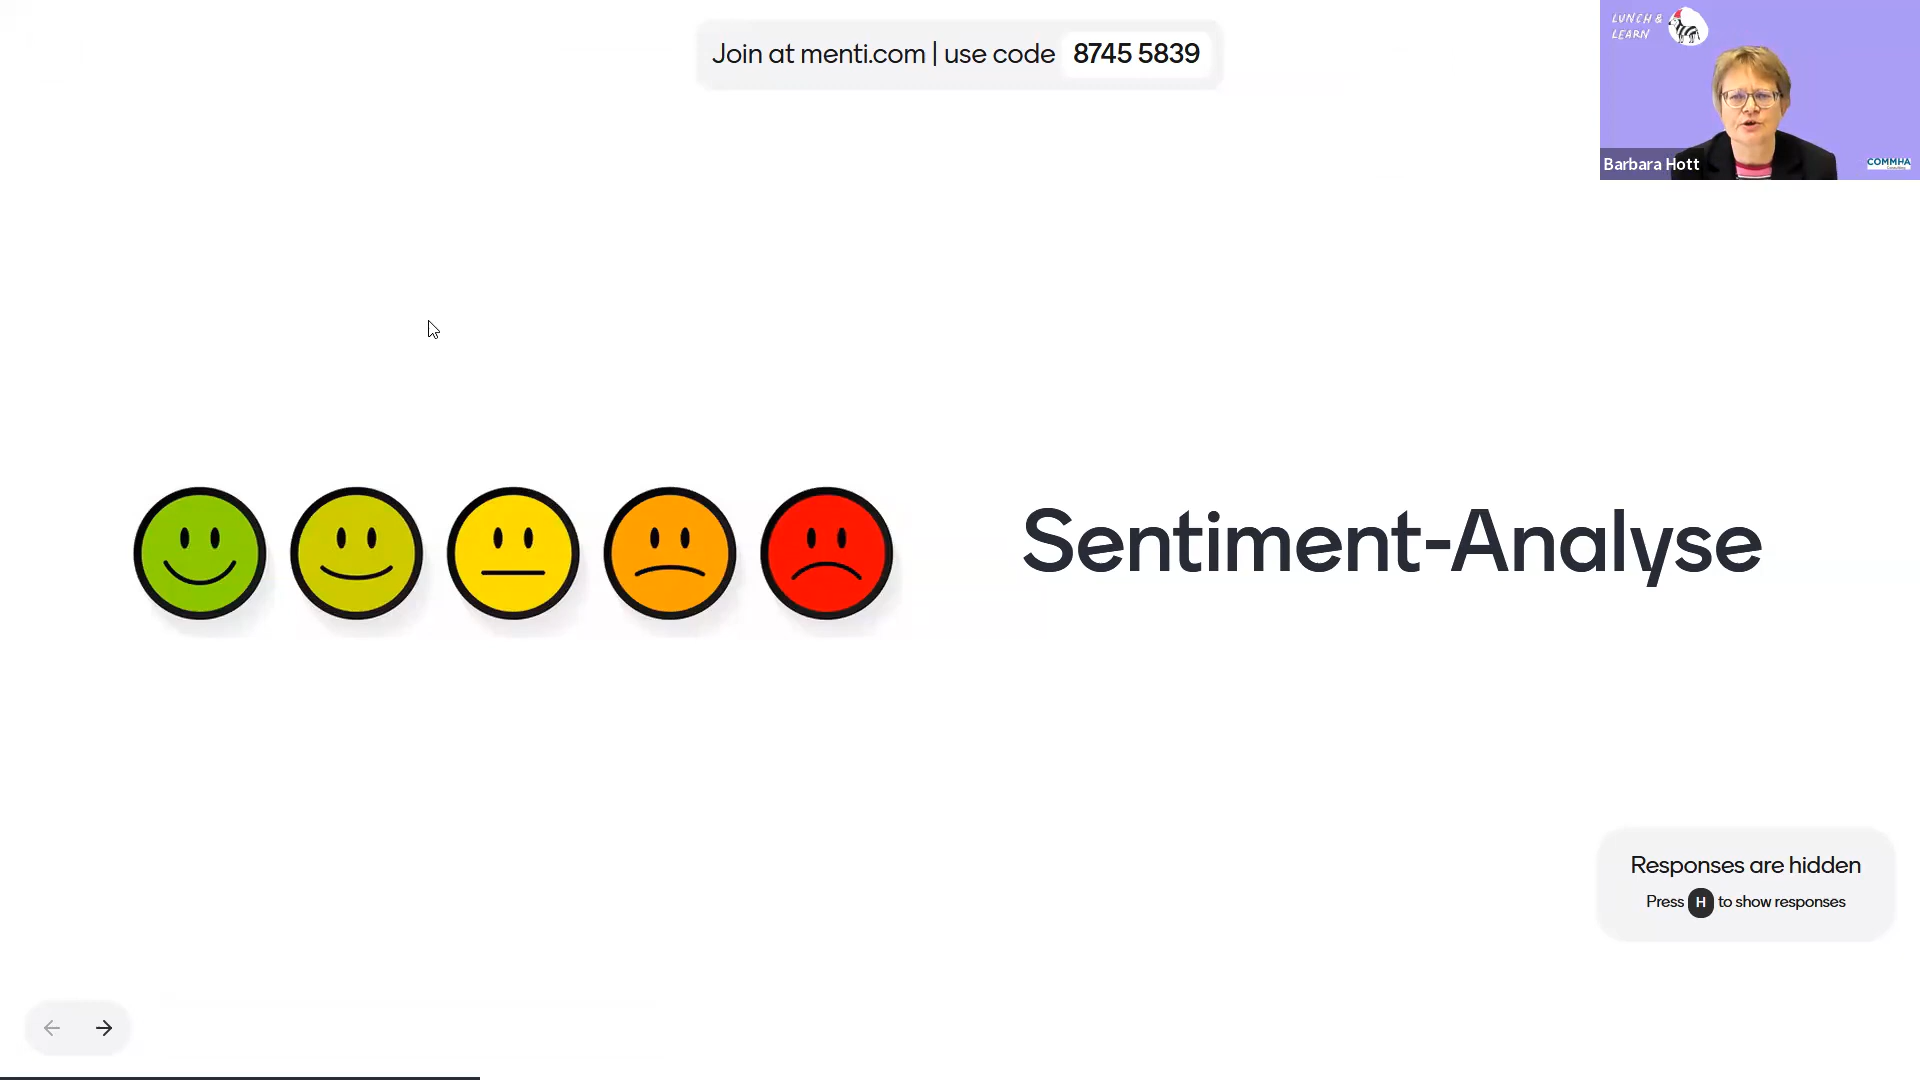 Join at menti.com | use code 8745 5839
LUNCH &
LEARN
Barbara Hott
COMMHA
Sentiment-Analyse
Responses are hidden
Press H to show responses